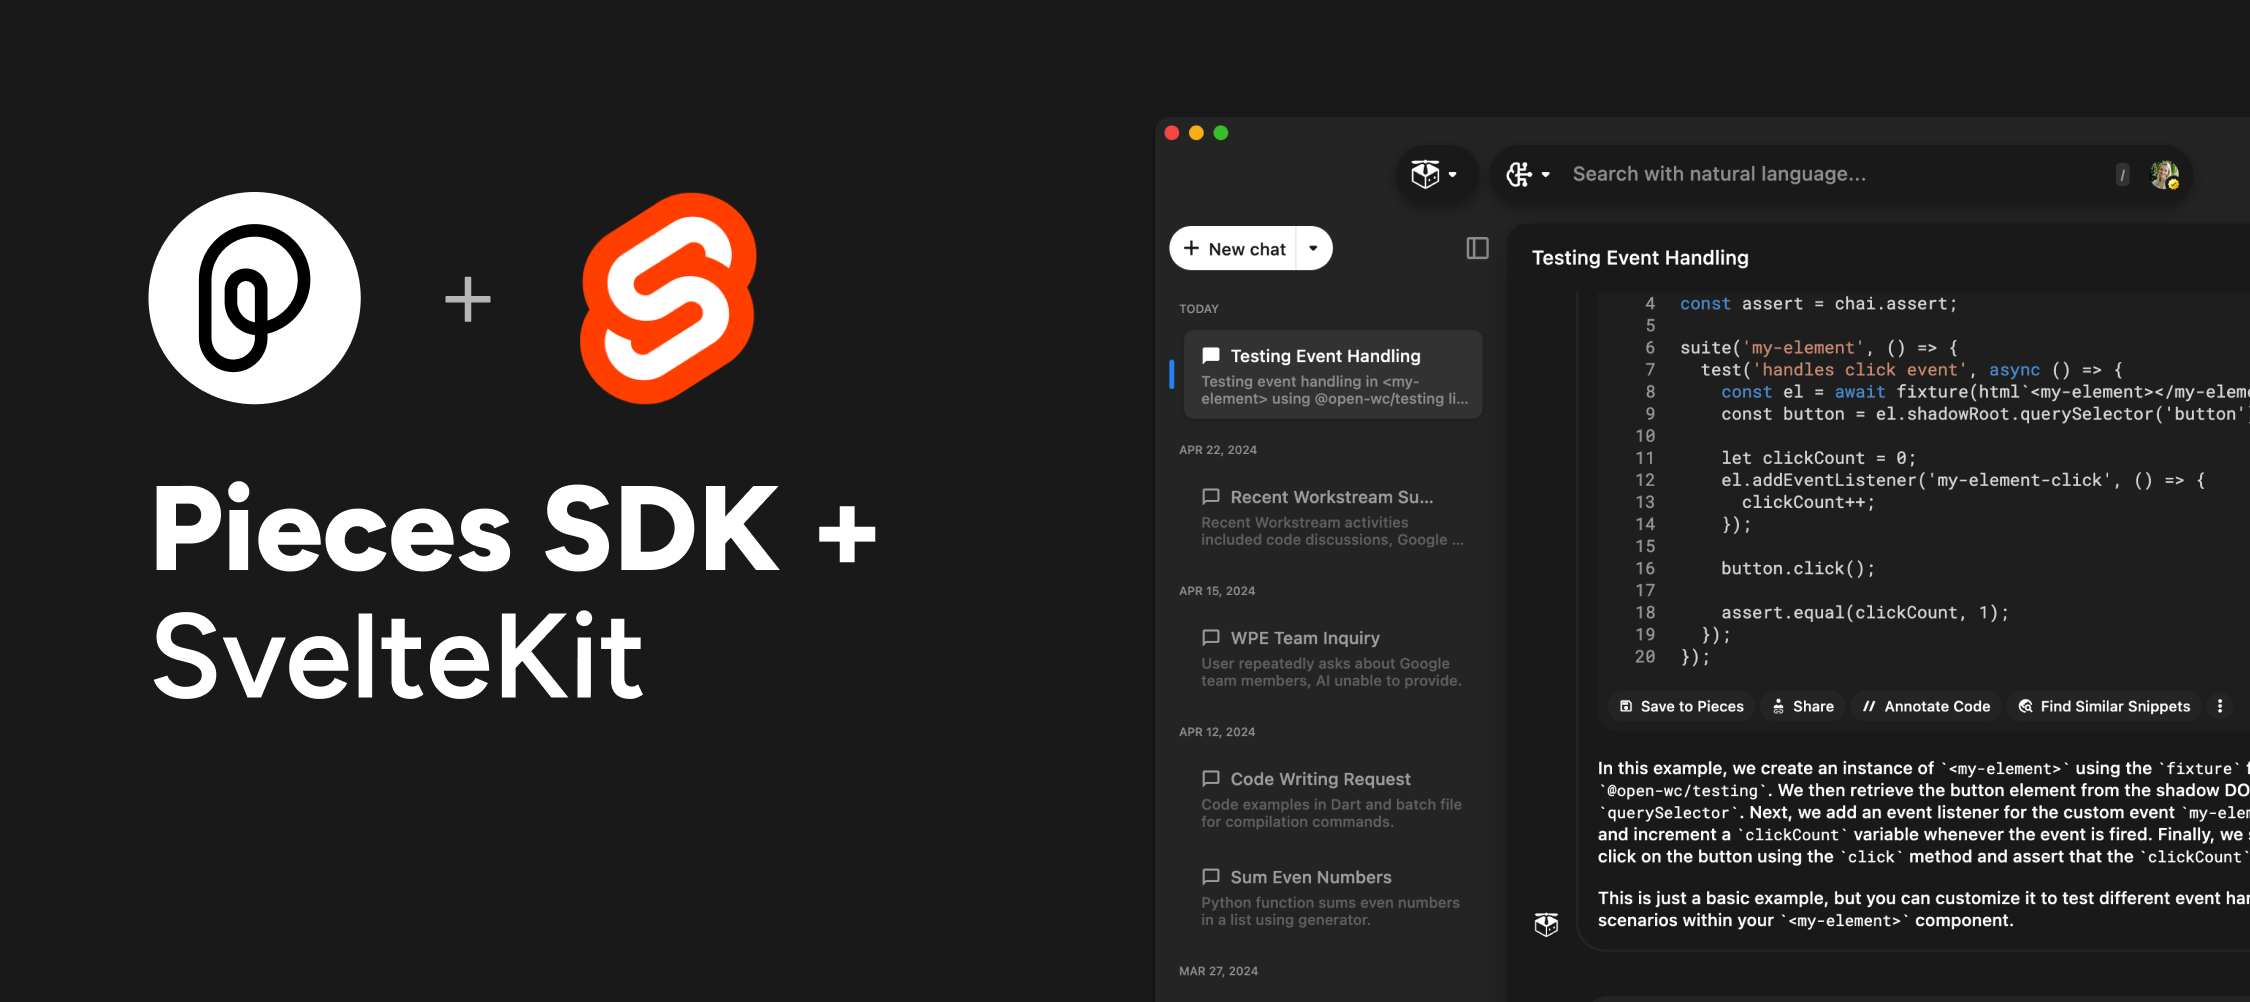 Pieces SDK +
SvelteKit
Search with natural language...
/
New chat
TODAY
Testing Event Handling
Testing event handling in <my-
element> using @open-wc/testing li...
APR 22, 2024
Recent Workstream Su...
Recent Workstream activities
included code discussions, Google ...
APR 15, 2024
WPE Team Inquiry
User repeatedly asks about Google
team members, AI unable to provide.
APR 12, 2024
Code Writing Request
Code examples in Dart and batch file
for compilation commands.
Sum Even Numbers
Python function sums even numbers
in a list using generator.
MAR 27, 2024
Testing Event Handling
4 const assert = chai.assert;
5
6 suite('my-element', () => {
7 test('handles click event', async () => {
8 const el = await fixture(html`<my-element></my-eleme
9 const button = el.shadowRoot.querySelector('button')
10
11 let clickCount = 0;
12 el.addEventListener('my-element-click', () => {
13 clickCount++;
14 });
15
16 button.click();
17
18 assert.equal(clickCount, 1);
19 });
20 });
Save to Pieces
Share
// Annotate Code
Find Similar Snippets
In this example, we create an instance of `<my-element>` using the `fixture` f
`@open-wc/testing`. We then retrieve the button element from the shadow DO
`querySelector`. Next, we add an event listener for the custom event `my-elem
and increment a `clickCount` variable whenever the event is fired. Finally, we s
click on the button using the `click` method and assert that the `clickCount`
This is just a basic example, but you can customize it to test different event har
scenarios within your `<my-element>` component.